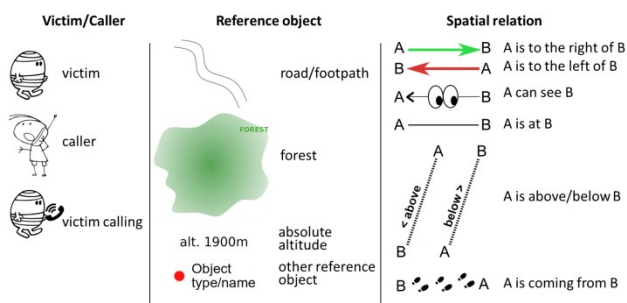 Victim/Caller
victim
caller
victim calling
Reference object
road/footpath
FOREST
forest
alt. 1900m
absolute
altitude
Object
type/name
other reference
object
Spatial relation
A B A is to the right of B
B A A is to the left of B
A B A can see B
A B A is at B
A B
< above
below >
B A
A is above/below B
B A A is coming from B